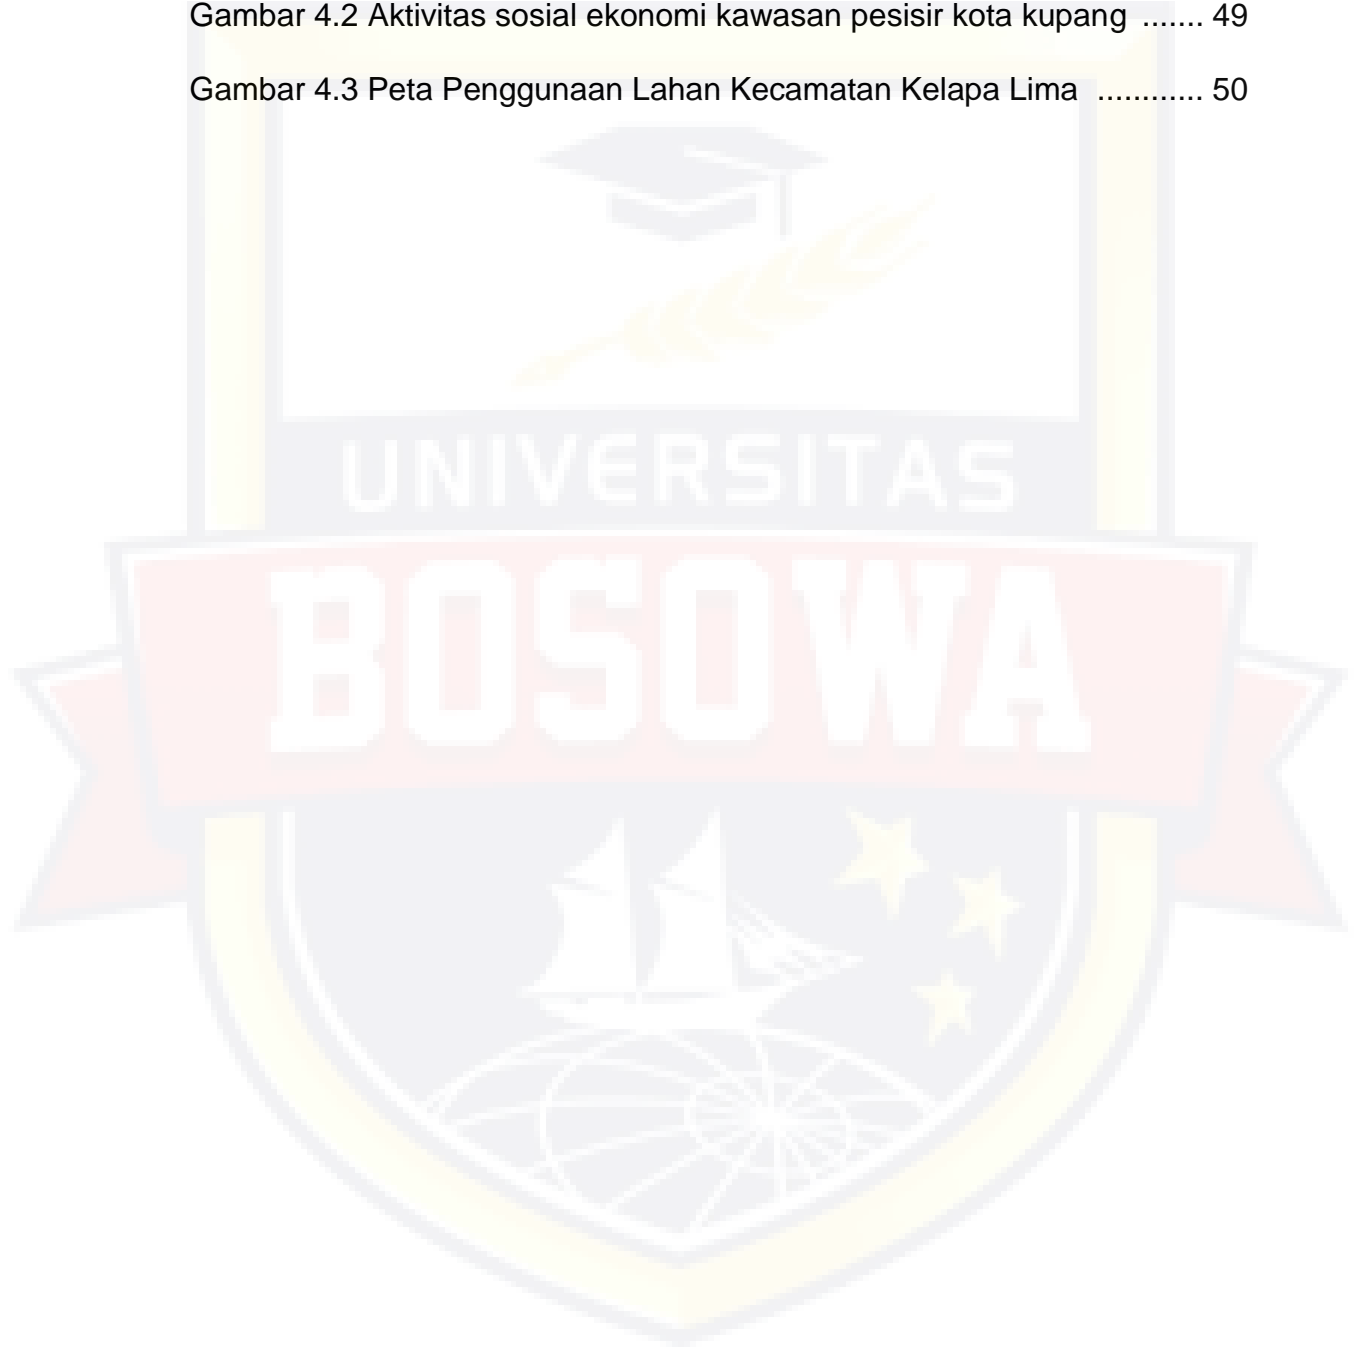 Gambar 4.2 Aktivitas sosial ekonomi kawasan pesisir kota kupang ....... 49
Gambar 4.3 Peta Penggunaan Lahan Kecamatan Kelapa Lima ............ 50
UNIVERSITAS
BOSOWA